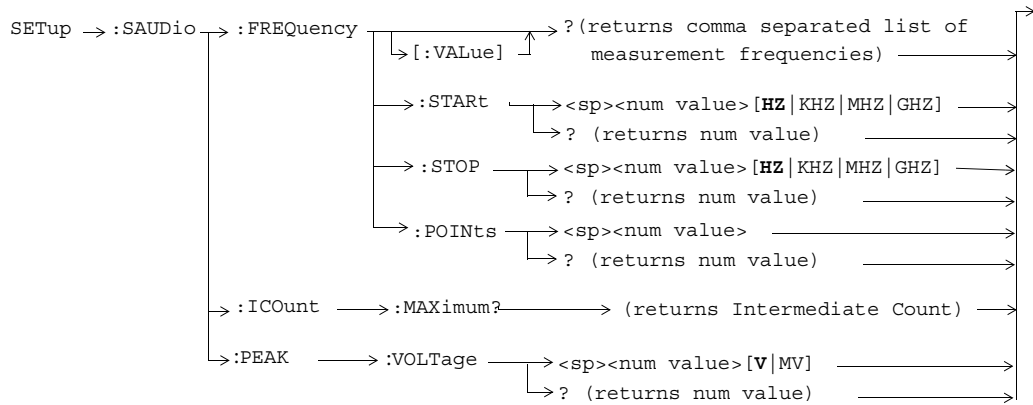 SETup :SAUDio :FREQuency ?(returns comma separated list of
[:VALue] measurement frequencies)
:STARt <sp><num value>[HZ|KHZ|MHZ|GHZ]
? (returns num value)
:STOP <sp><num value>[HZ|KHZ|MHZ|GHZ]
? (returns num value)
:POINts <sp><num value>
? (returns num value)
:ICOunt :MAXimum? (returns Intermediate Count)
:PEAK :VOLTage <sp><num value>[V|MV]
? (returns num value)